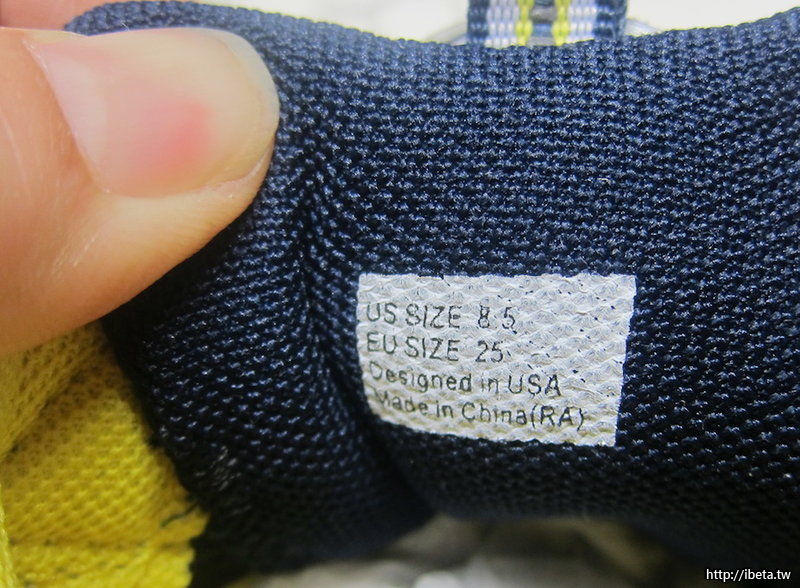 US SIZE 8.5
EU SIZE 25
Designed in USA
Made in China(RA)
http://ibeta.tw